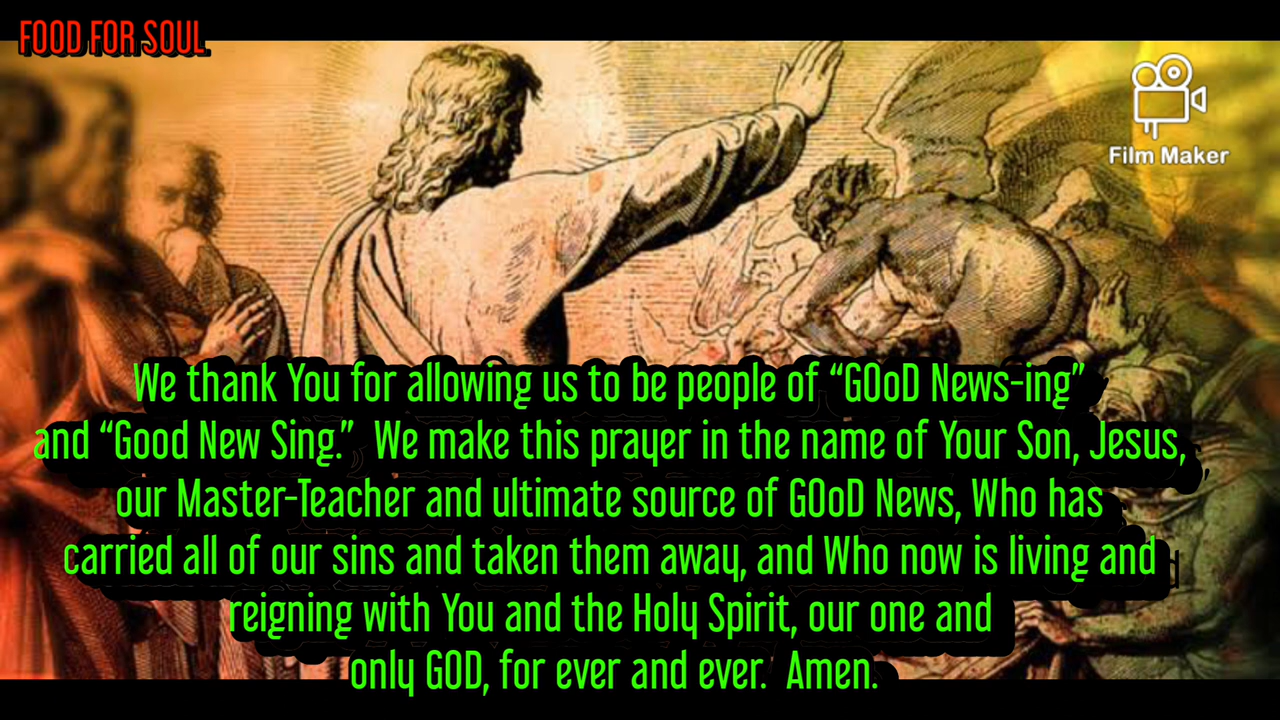 FOOD FOR SOUL
Film Maker
We thank You for allowing us to be people of “GOoD News-ing”
and “Good New Sing.”  We make this prayer in the name of Your Son, Jesus,
our Master-Teacher and ultimate source of GOoD News, Who has
carried all of our sins and taken them away, and Who now is living and
reigning with You and the Holy Spirit, our one and
only GOD, for ever and ever.  Amen.